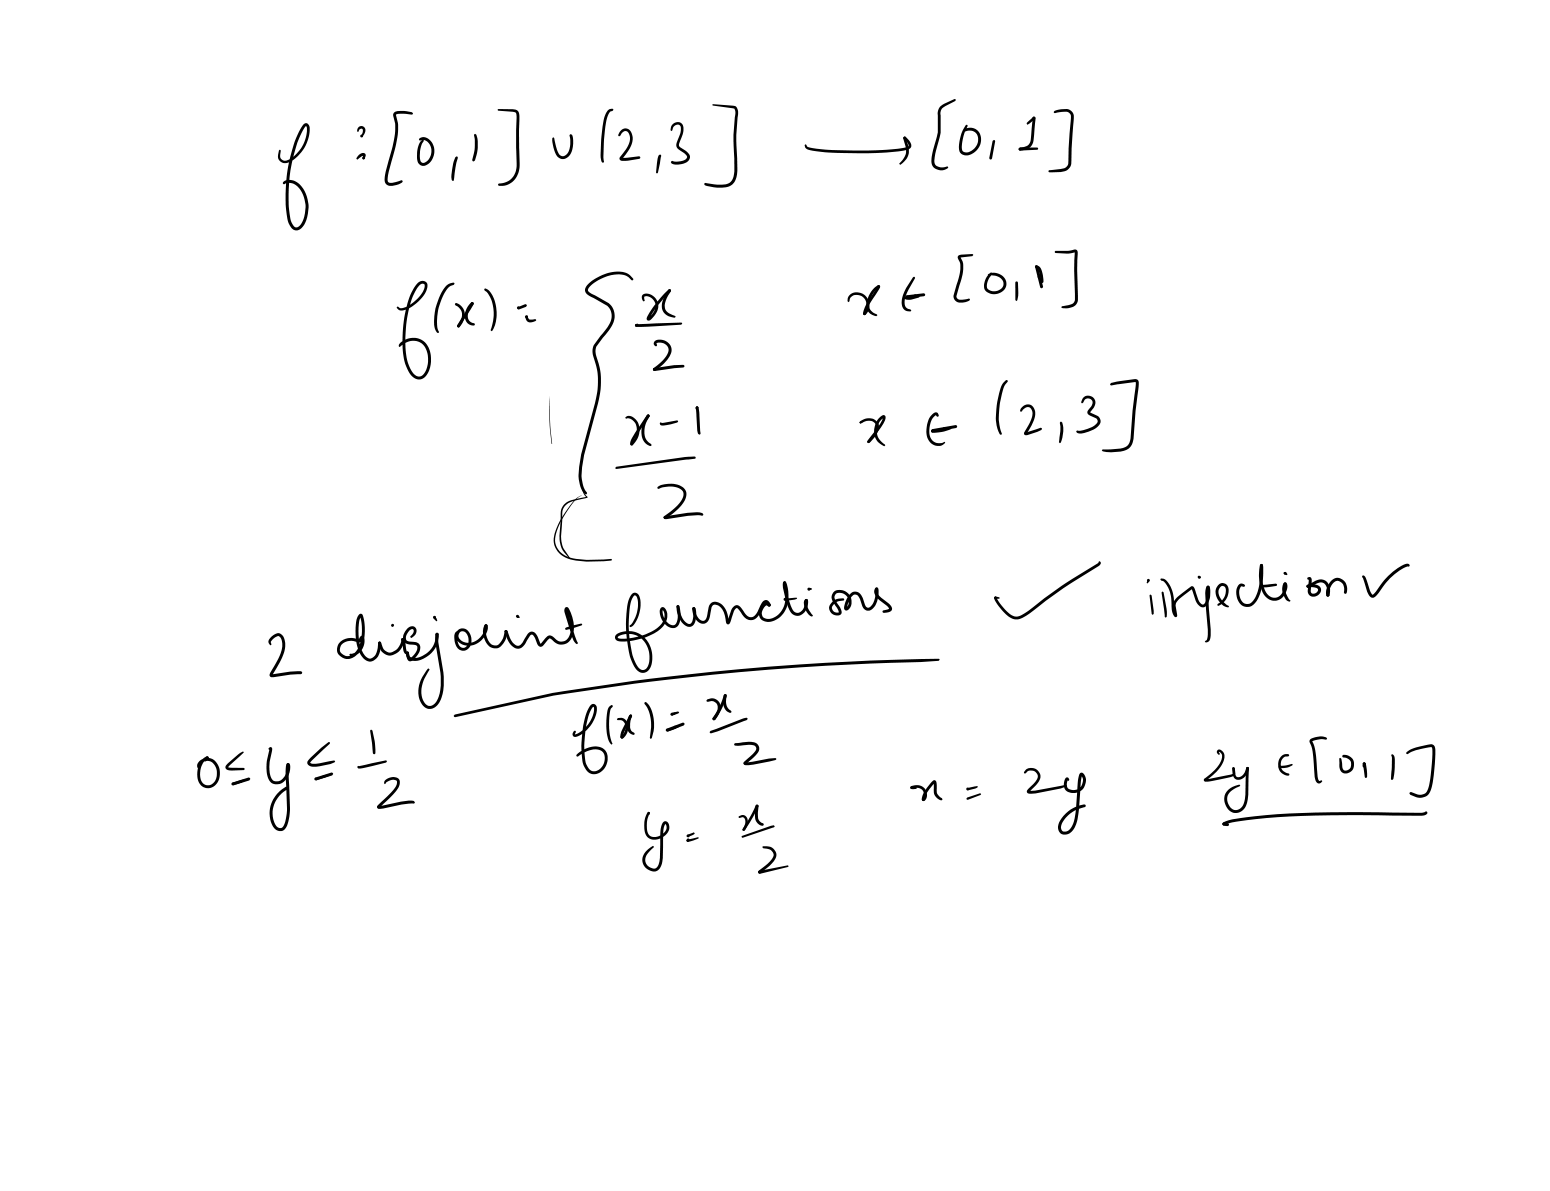 f : [0,1] ∪ (2,3] ⟶ [0,1]
f(x) = { x/2 x ∈ [0,1]
(x-1)/2 x ∈ (2,3]
2 disjoint functions ✓ injection ✓
0 ≤ y ≤ 1/2 f(x) = x/2
y = x/2 x = 2y 2y ∈ [0,1]